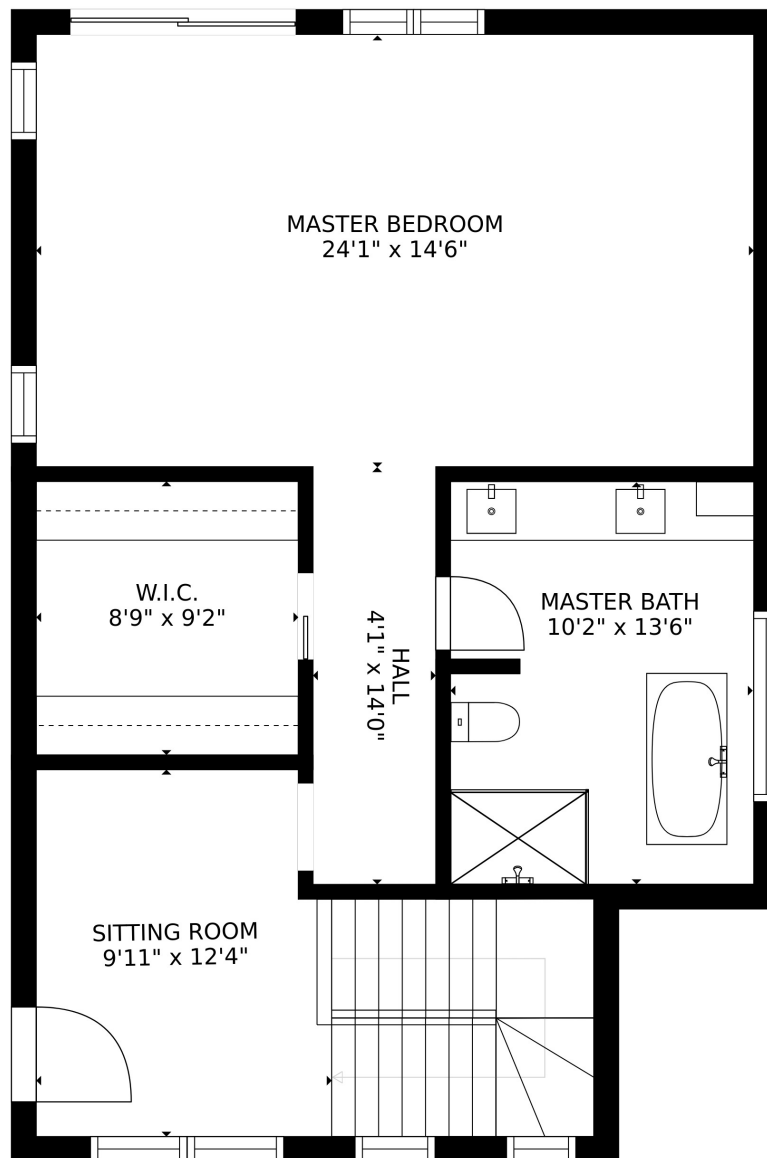 MASTER BEDROOM
24'1" x 14'6"
W.I.C.
8'9" x 9'2"
HALL
4'1" x 14'0"
MASTER BATH
10'2" x 13'6"
SITTING ROOM
9'11" x 12'4"